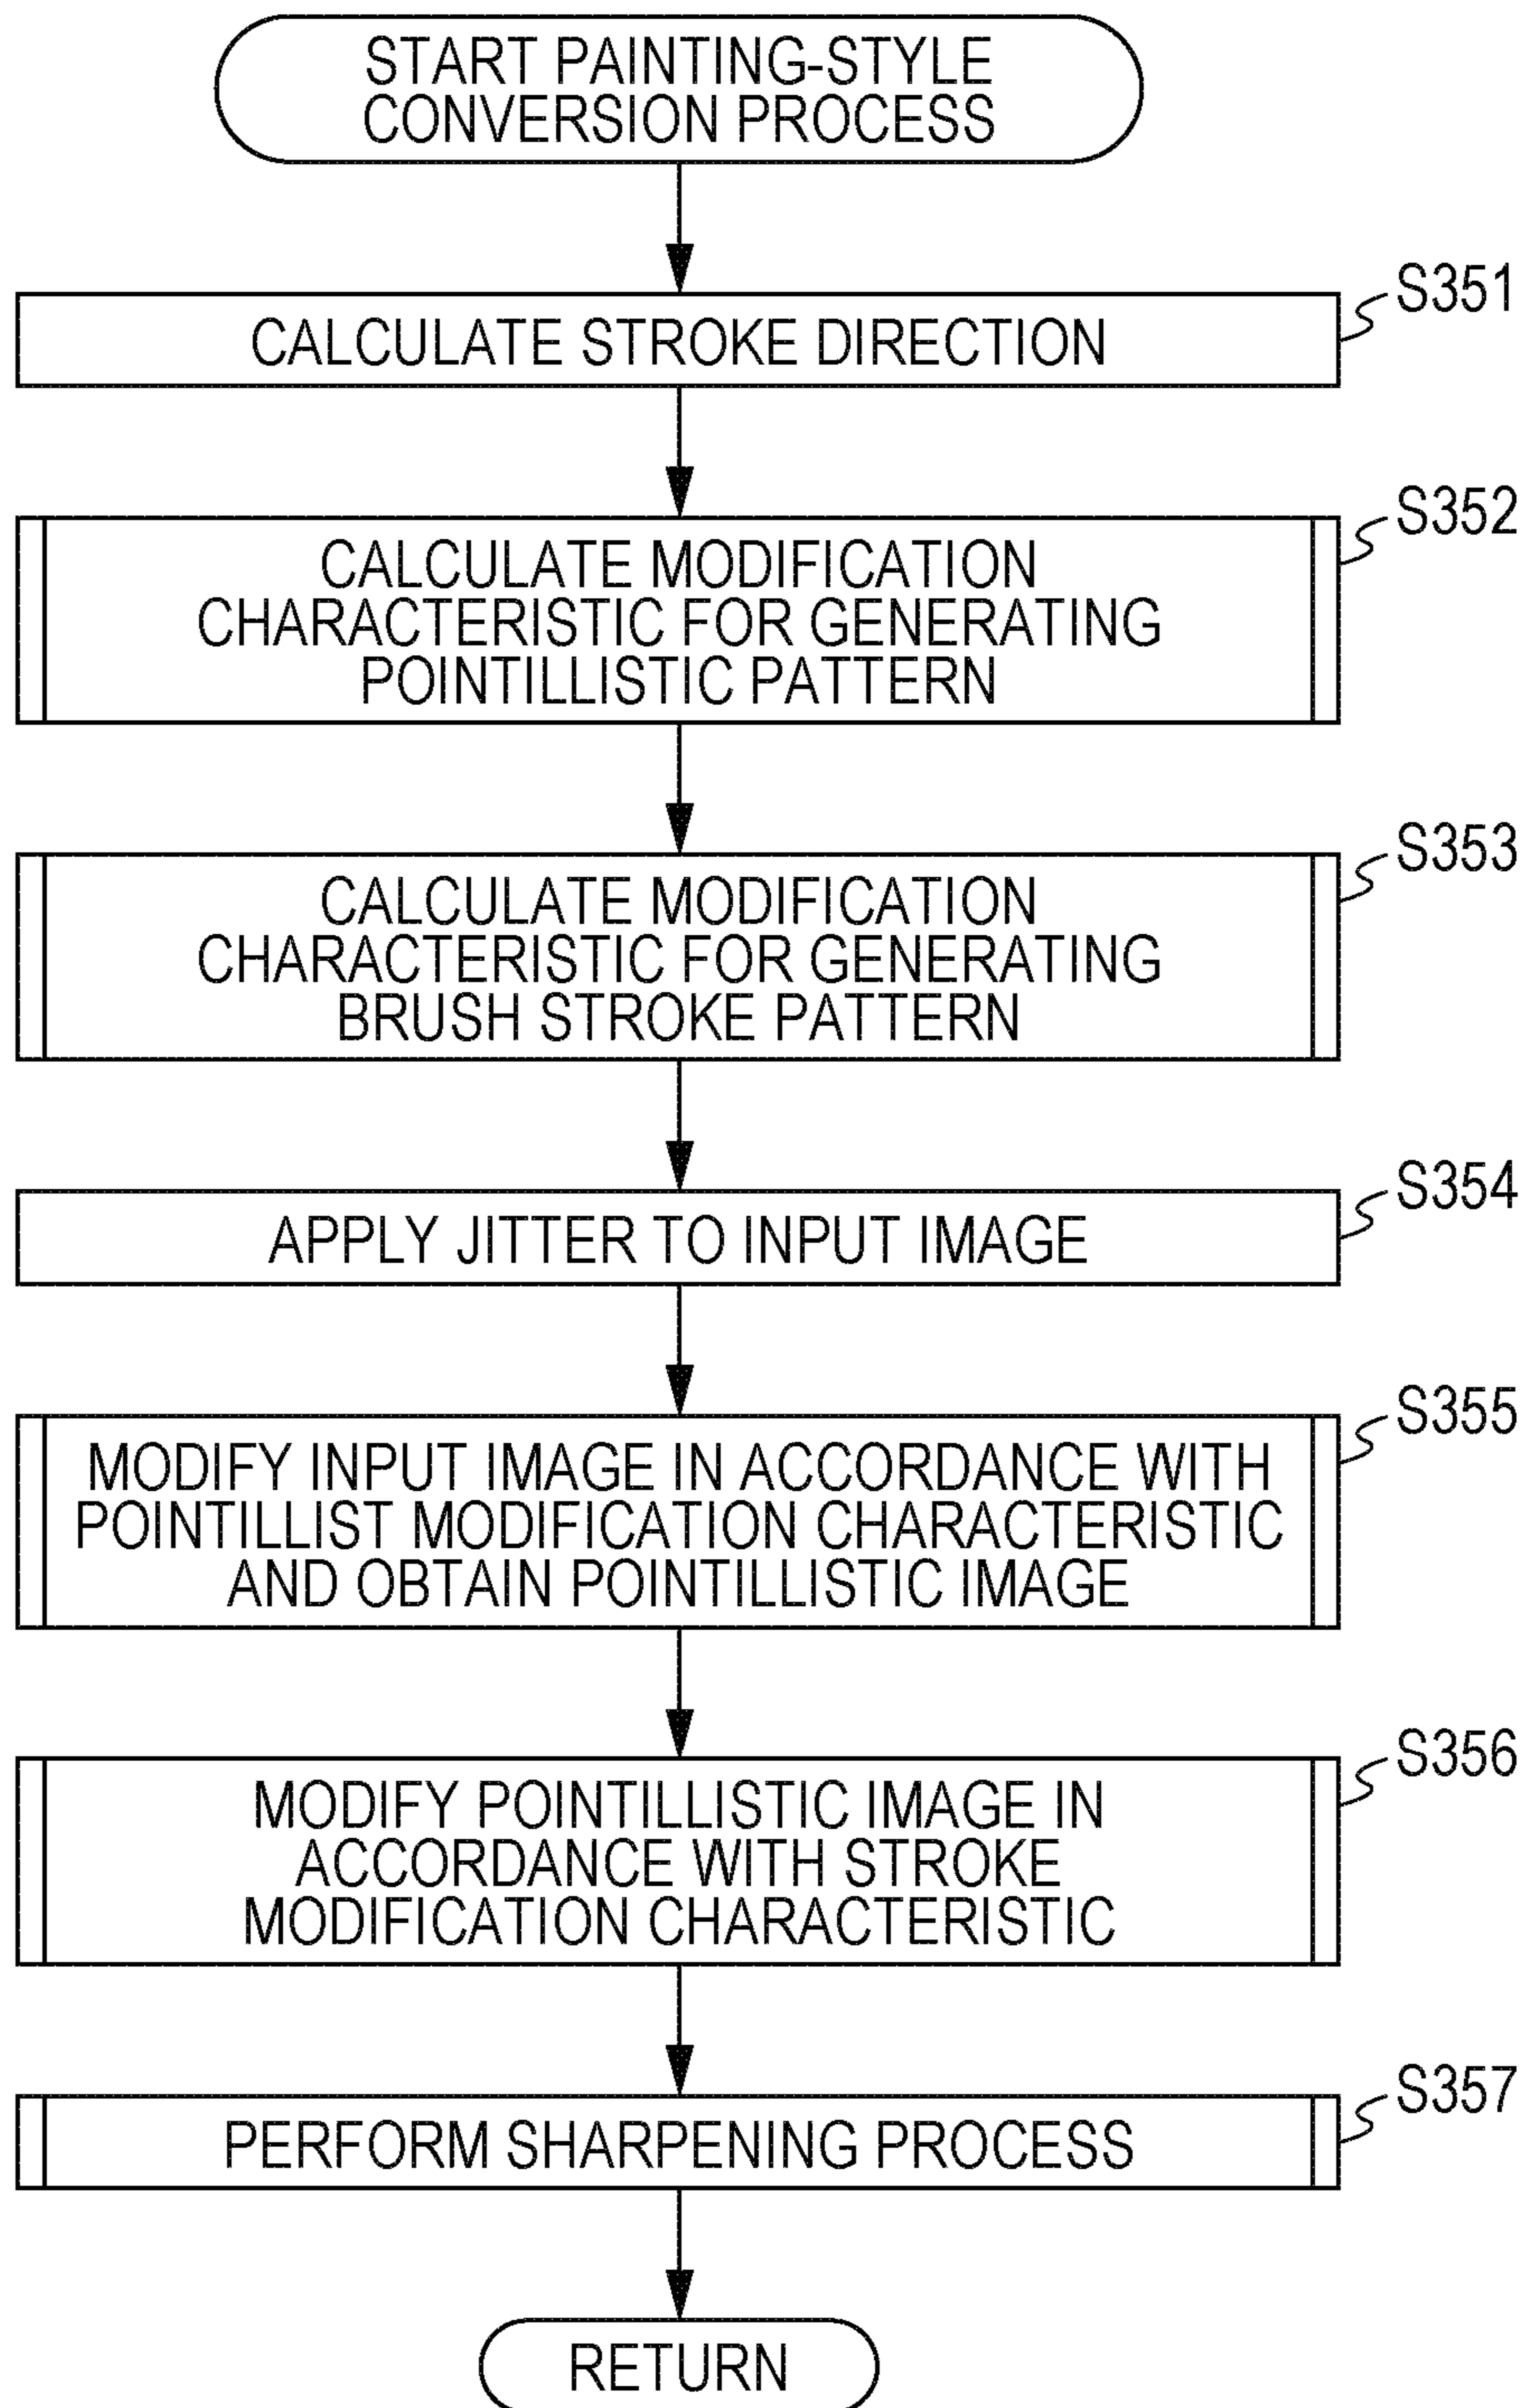 START PAINTING-STYLE
CONVERSION PROCESS
S351
CALCULATE STROKE DIRECTION
S352
CALCULATE MODIFICATION
CHARACTERISTIC FOR GENERATING
POINTILLISTIC PATTERN
S353
CALCULATE MODIFICATION
CHARACTERISTIC FOR GENERATING
BRUSH STROKE PATTERN
S354
APPLY JITTER TO INPUT IMAGE
S355
MODIFY INPUT IMAGE IN ACCORDANCE WITH
POINTILLIST MODIFICATION CHARACTERISTIC
AND OBTAIN POINTILLISTIC IMAGE
S356
MODIFY POINTILLISTIC IMAGE IN
ACCORDANCE WITH STROKE
MODIFICATION CHARACTERISTIC
S357
PERFORM SHARPENING PROCESS
RETURN